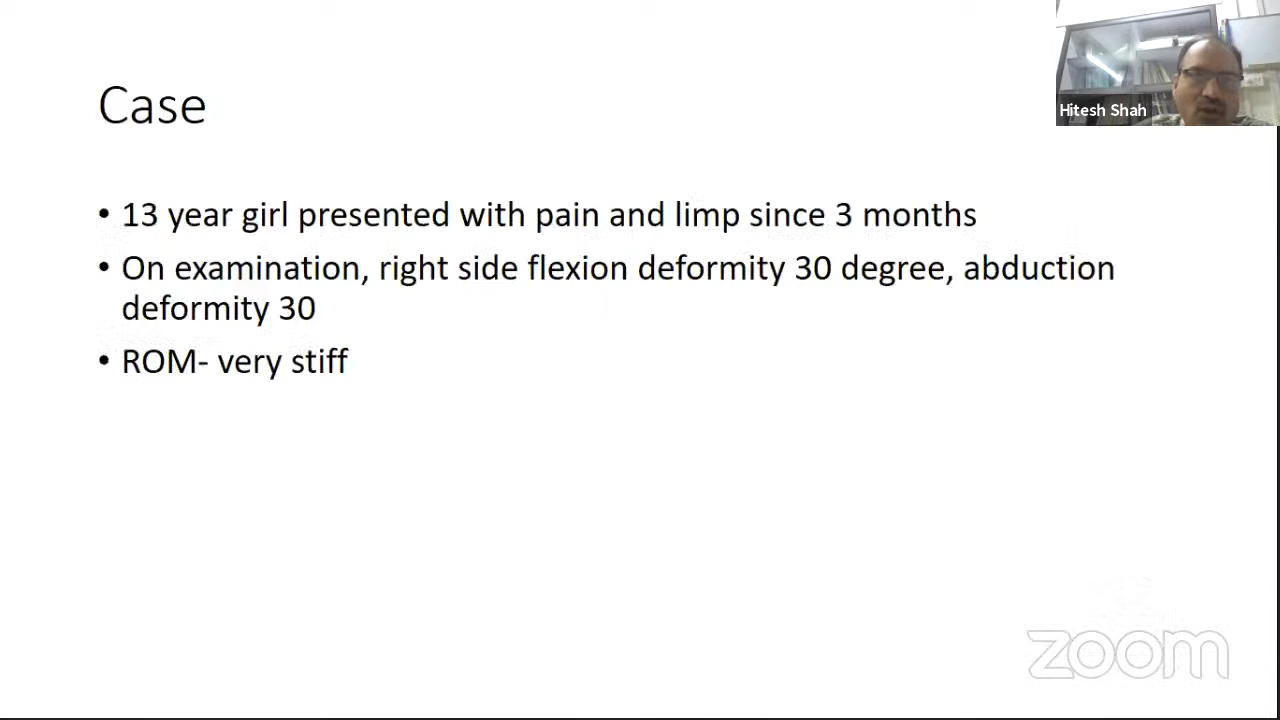 Case
Hitesh Shah
• 13 year girl presented with pain and limp since 3 months
• On examination, right side flexion deformity 30 degree, abduction
deformity 30
• ROM- very stiff
zoom